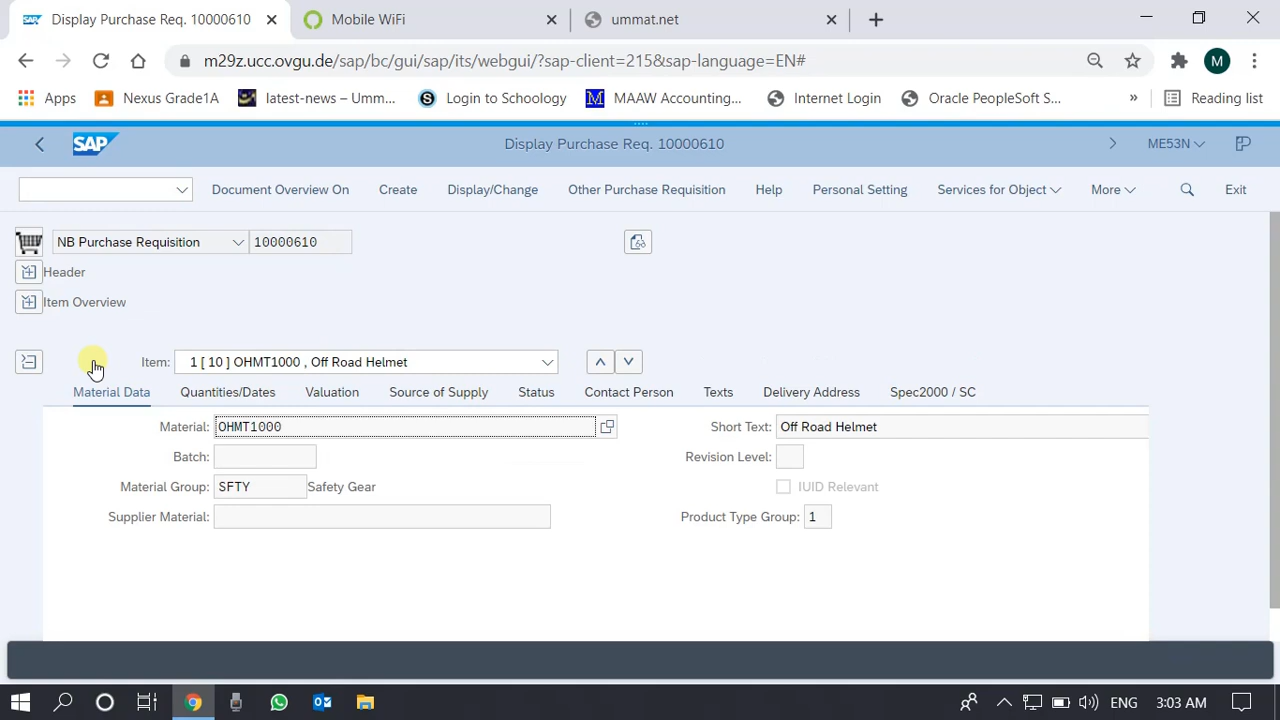 SAP Display Purchase Req. 10000610
Mobile WiFi
ummat.net
m29z.ucc.ovgu.de/sap/bc/gui/sap/its/webgui/?sap-client=215&sap-language=EN#
M
Apps
Nexus Grade1A
latest-news – Umm...
S Login to Schoology
M MAAW Accounting...
Internet Login
Oracle PeopleSoft S...
»
Reading list
SAP
Display Purchase Req. 10000610
ME53N
Document Overview On
Create
Display/Change
Other Purchase Requisition
Help
Personal Setting
Services for Object
More
Exit
NB Purchase Requisition
10000610
Header
Item Overview
Item: 1 [ 10 ] OHMT1000 , Off Road Helmet
Material Data
Quantities/Dates
Valuation
Source of Supply
Status
Contact Person
Texts
Delivery Address
Spec2000 / SC
Material: OHMT1000
Short Text: Off Road Helmet
Batch:
Revision Level:
Material Group: SFTY Safety Gear
IUID Relevant
Supplier Material:
Product Type Group: 1
ENG
3:03 AM